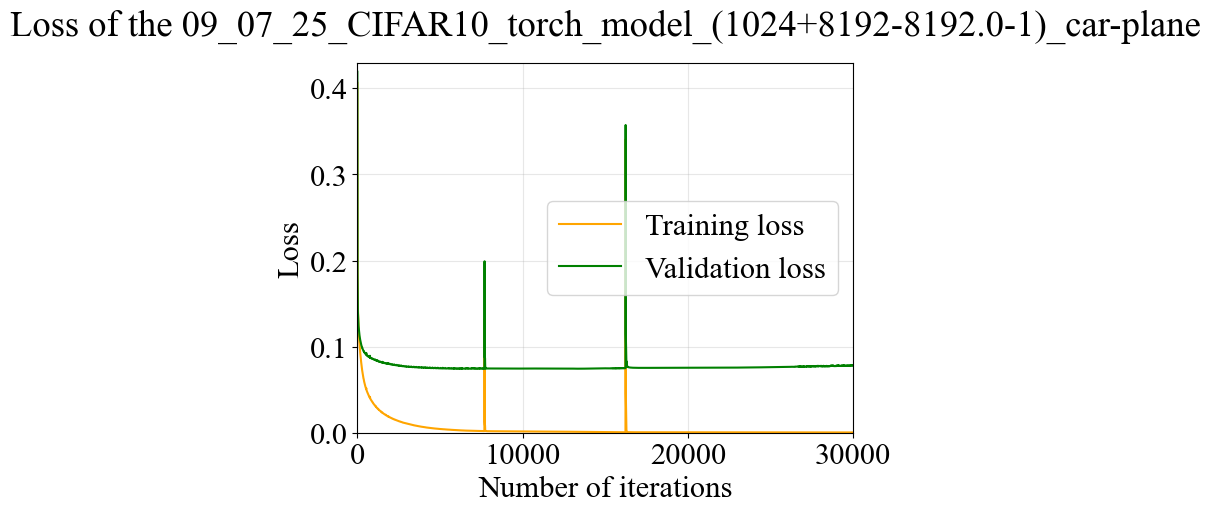 Loss of the 09_07_25_CIFAR10_torch_model_(1024+8192-8192.0-1)_car-plane
0.4
0.3
0.2
0.1
0.0
Loss
Training loss
Validation loss
0 10000 20000 30000
Number of iterations